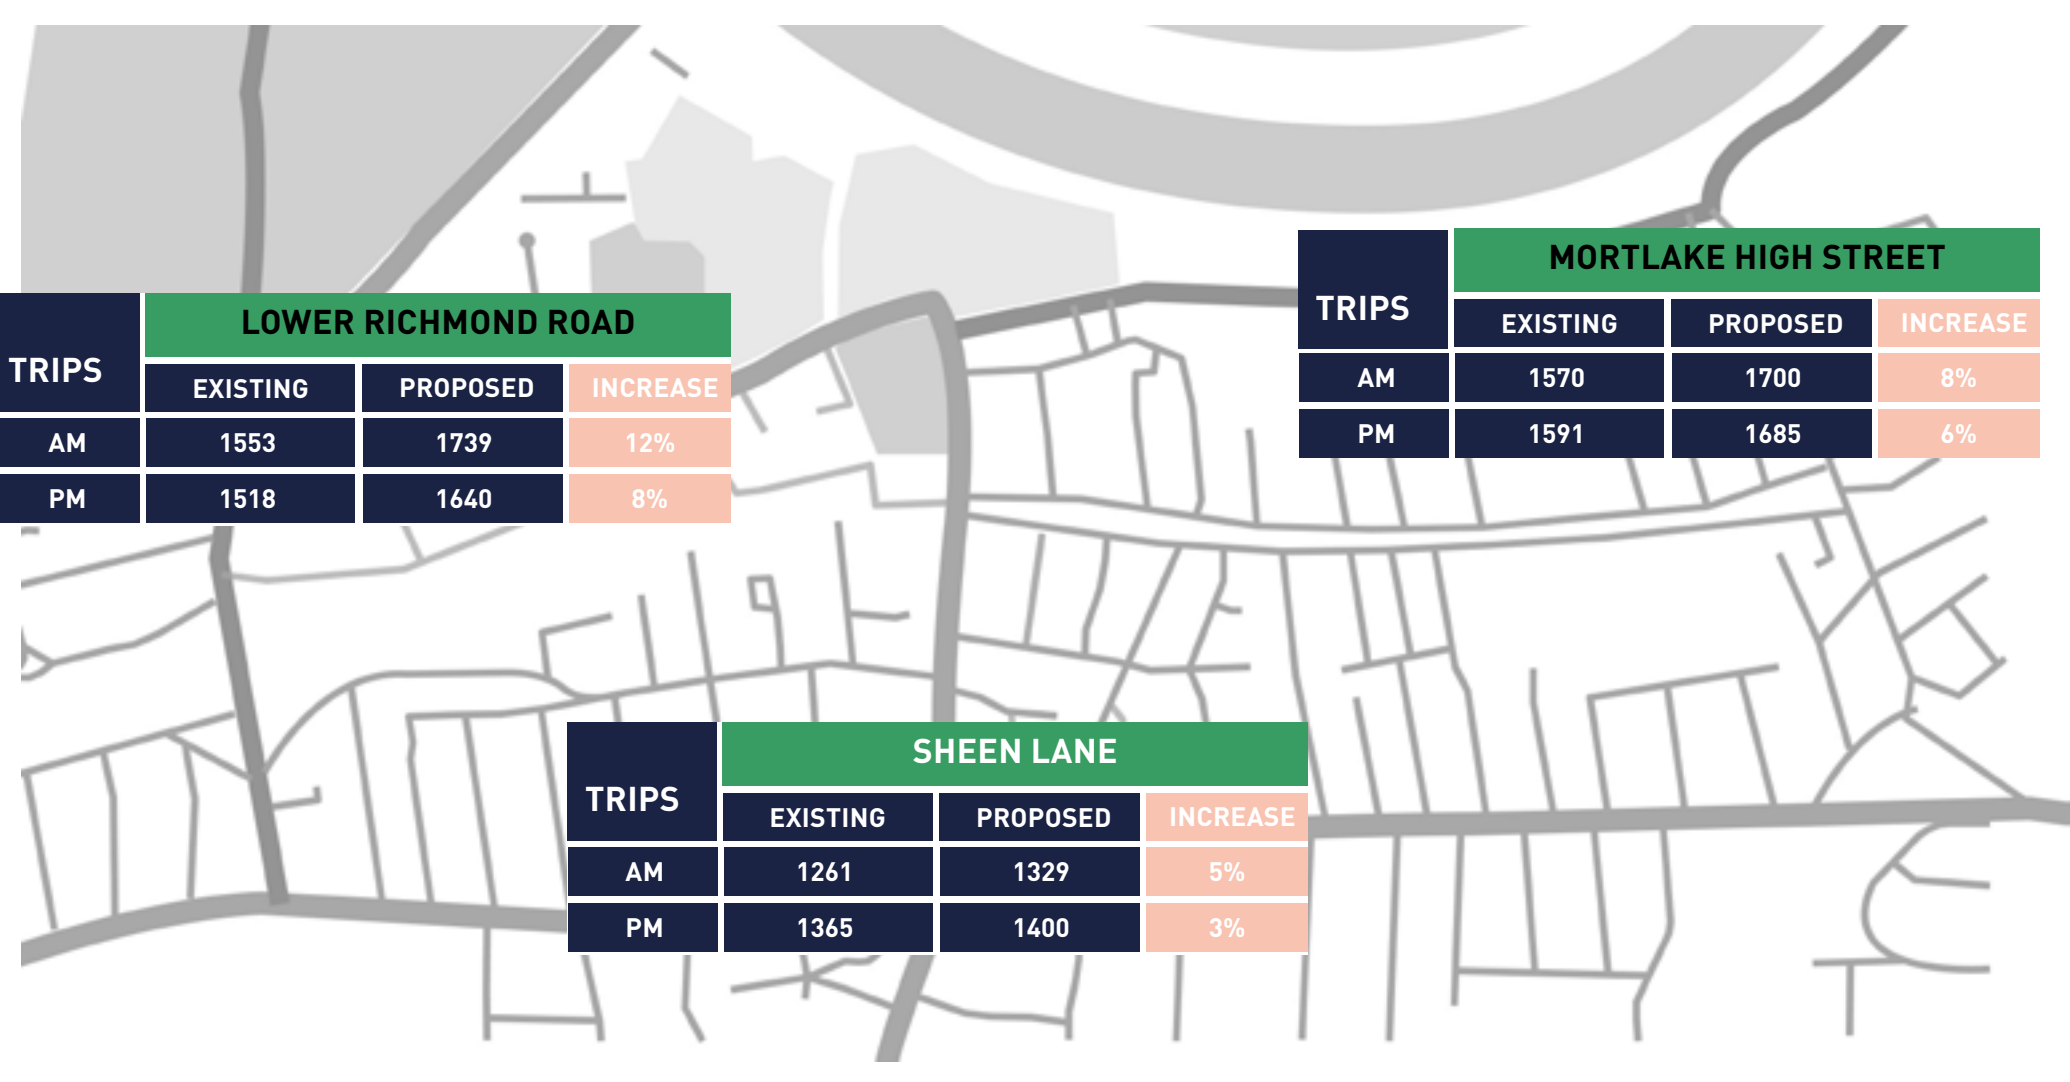 LOWER RICHMOND ROAD
TRIPS
EXISTING PROPOSED INCREASE
AM 1553 1739 12%
PM 1518 1640 8%
MORTLAKE HIGH STREET
TRIPS
EXISTING PROPOSED INCREASE
AM 1570 1700 8%
PM 1591 1685 6%
SHEEN LANE
TRIPS
EXISTING PROPOSED INCREASE
AM 1261 1329 5%
PM 1365 1400 3%